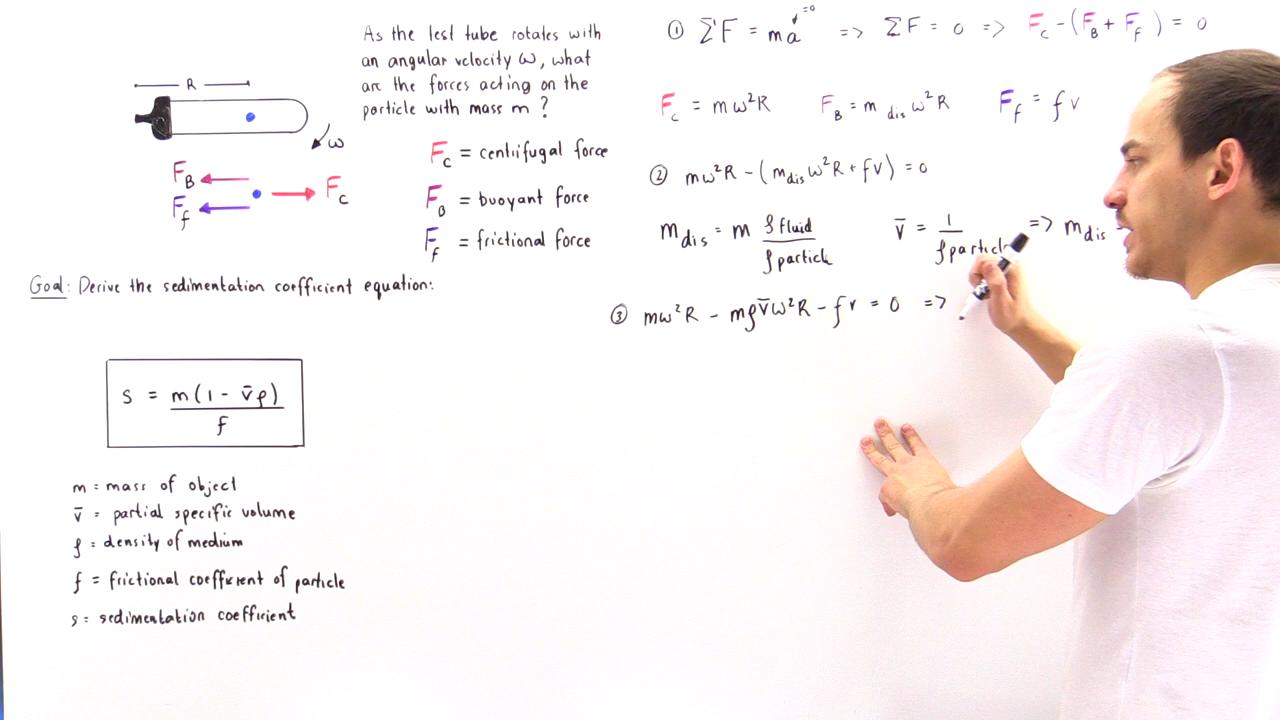 As the test tube rotates with
an angular velocity ω, what
are the forces acting on the
particle with mass m ?
R
ω
F_B
F_f
F_c
F_c = centrifugal force
F_B = buoyant force
F_f = frictional force
Goal: Derive the sedimentation coefficient equation:
s = m(1 - v̄ρ) / f
m = mass of object
v̄ = partial specific volume
ρ = density of medium
f = frictional coefficient of particle
s = sedimentation coefficient
① ΣF = ma =0 => ΣF = 0 => F_c - (F_B + F_f) = 0
F_c = mω²R F_B = m_dis ω²R F_f = f v
② mω²R - (m_dis ω²R + fv) = 0
m_dis = m ρfluid / ρparticle v̄ = 1 / ρparticle => m_dis
③ mω²R - mρv̄ω²R - fv = 0 =>